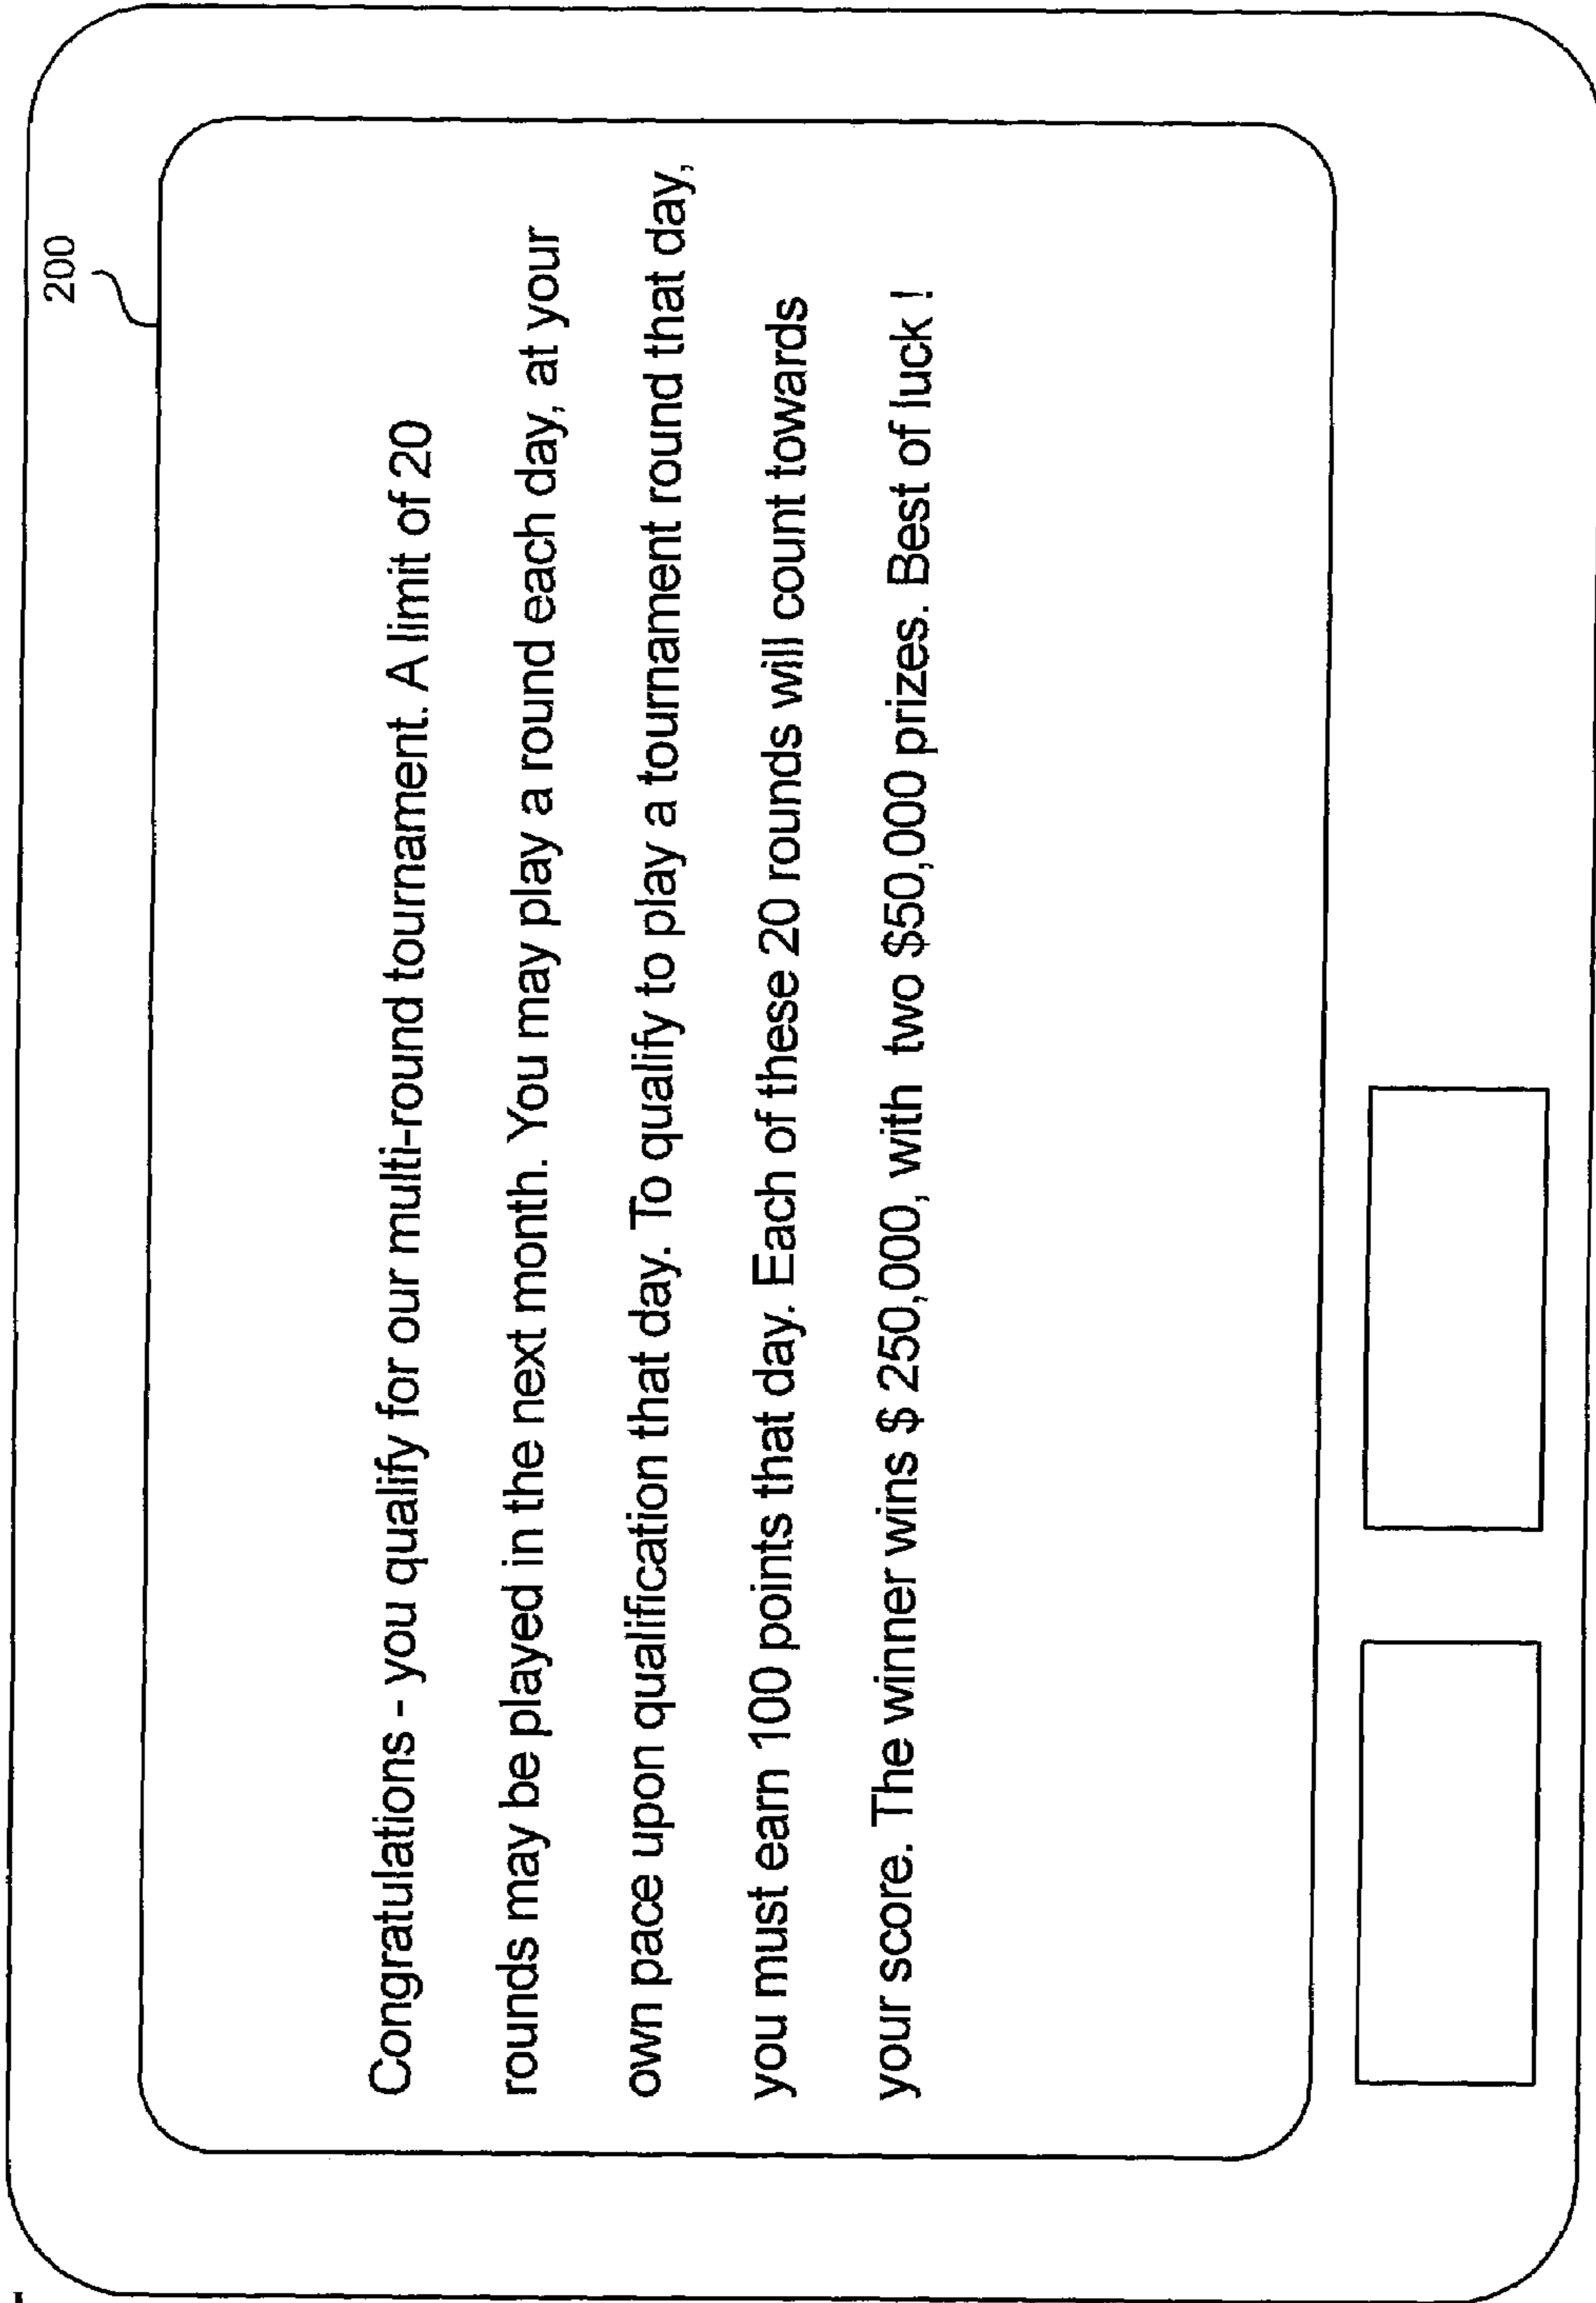 200
Congratulations - you qualify for our multi-round tournament. A limit of 20
rounds may be played in the next month. You may play a round each day, at your
own pace upon qualification that day. To qualify to play a tournament round that day,
you must earn 100 points that day. Each of these 20 rounds will count towards
your score. The winner wins $ 250,000, with two $50,000 prizes. Best of luck !